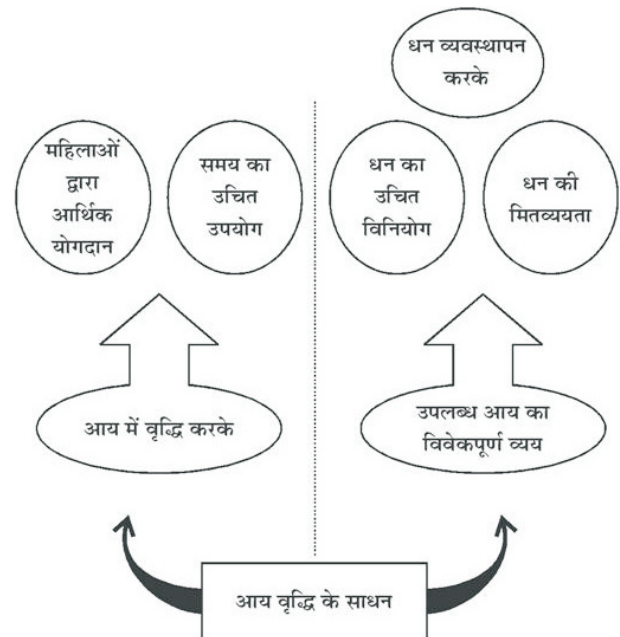 धन व्यवस्थापन
करके
महिलाओं
द्वारा
आर्थिक
योगदान
समय का
उचित
उपयोग
धन का
उचित
विनियोग
धन की
मितव्ययता
आय में वृद्धि करके
उपलब्ध आय का
विवेकपूर्ण व्यय
आय वृद्धि के साधन